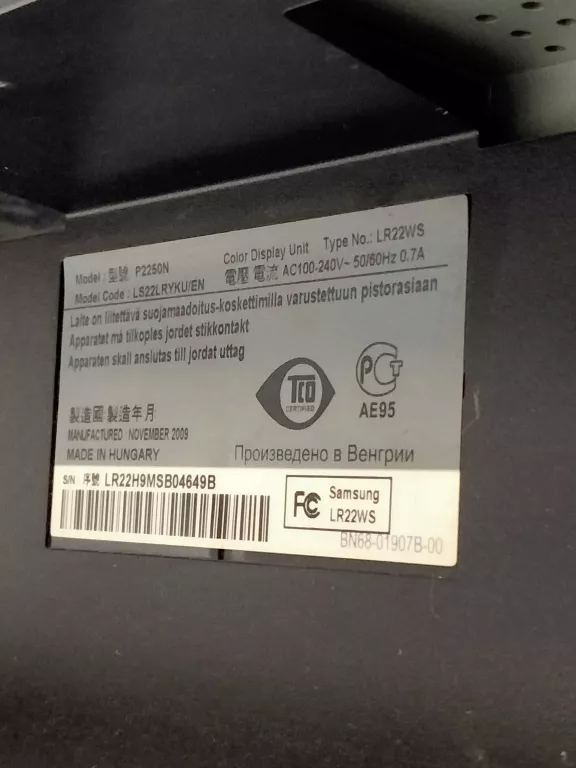 Model : 型號 P2250N Color Display Unit Type No.: LR22WS
Model Code : LS22LRYKU/EN 電壓 電流 AC100-240V~ 50/60Hz 0.7A
Laite on liitettävä suojamaadoitus-koskettimilla varustettuun pistorasiaan
Apparatet må tilkoples jordet stikkontakt
Apparaten skall anslutas till jordat uttag
TCO
CERTIFIED
РСТ
AE95
製造國 製造年月
MANUFACTURED NOVEMBER 2009
MADE IN HUNGARY
Произведено в Венгрии
S/N 序號 LR22H9MSB04649B
FC Samsung
LR22WS
BN68-01907B-00